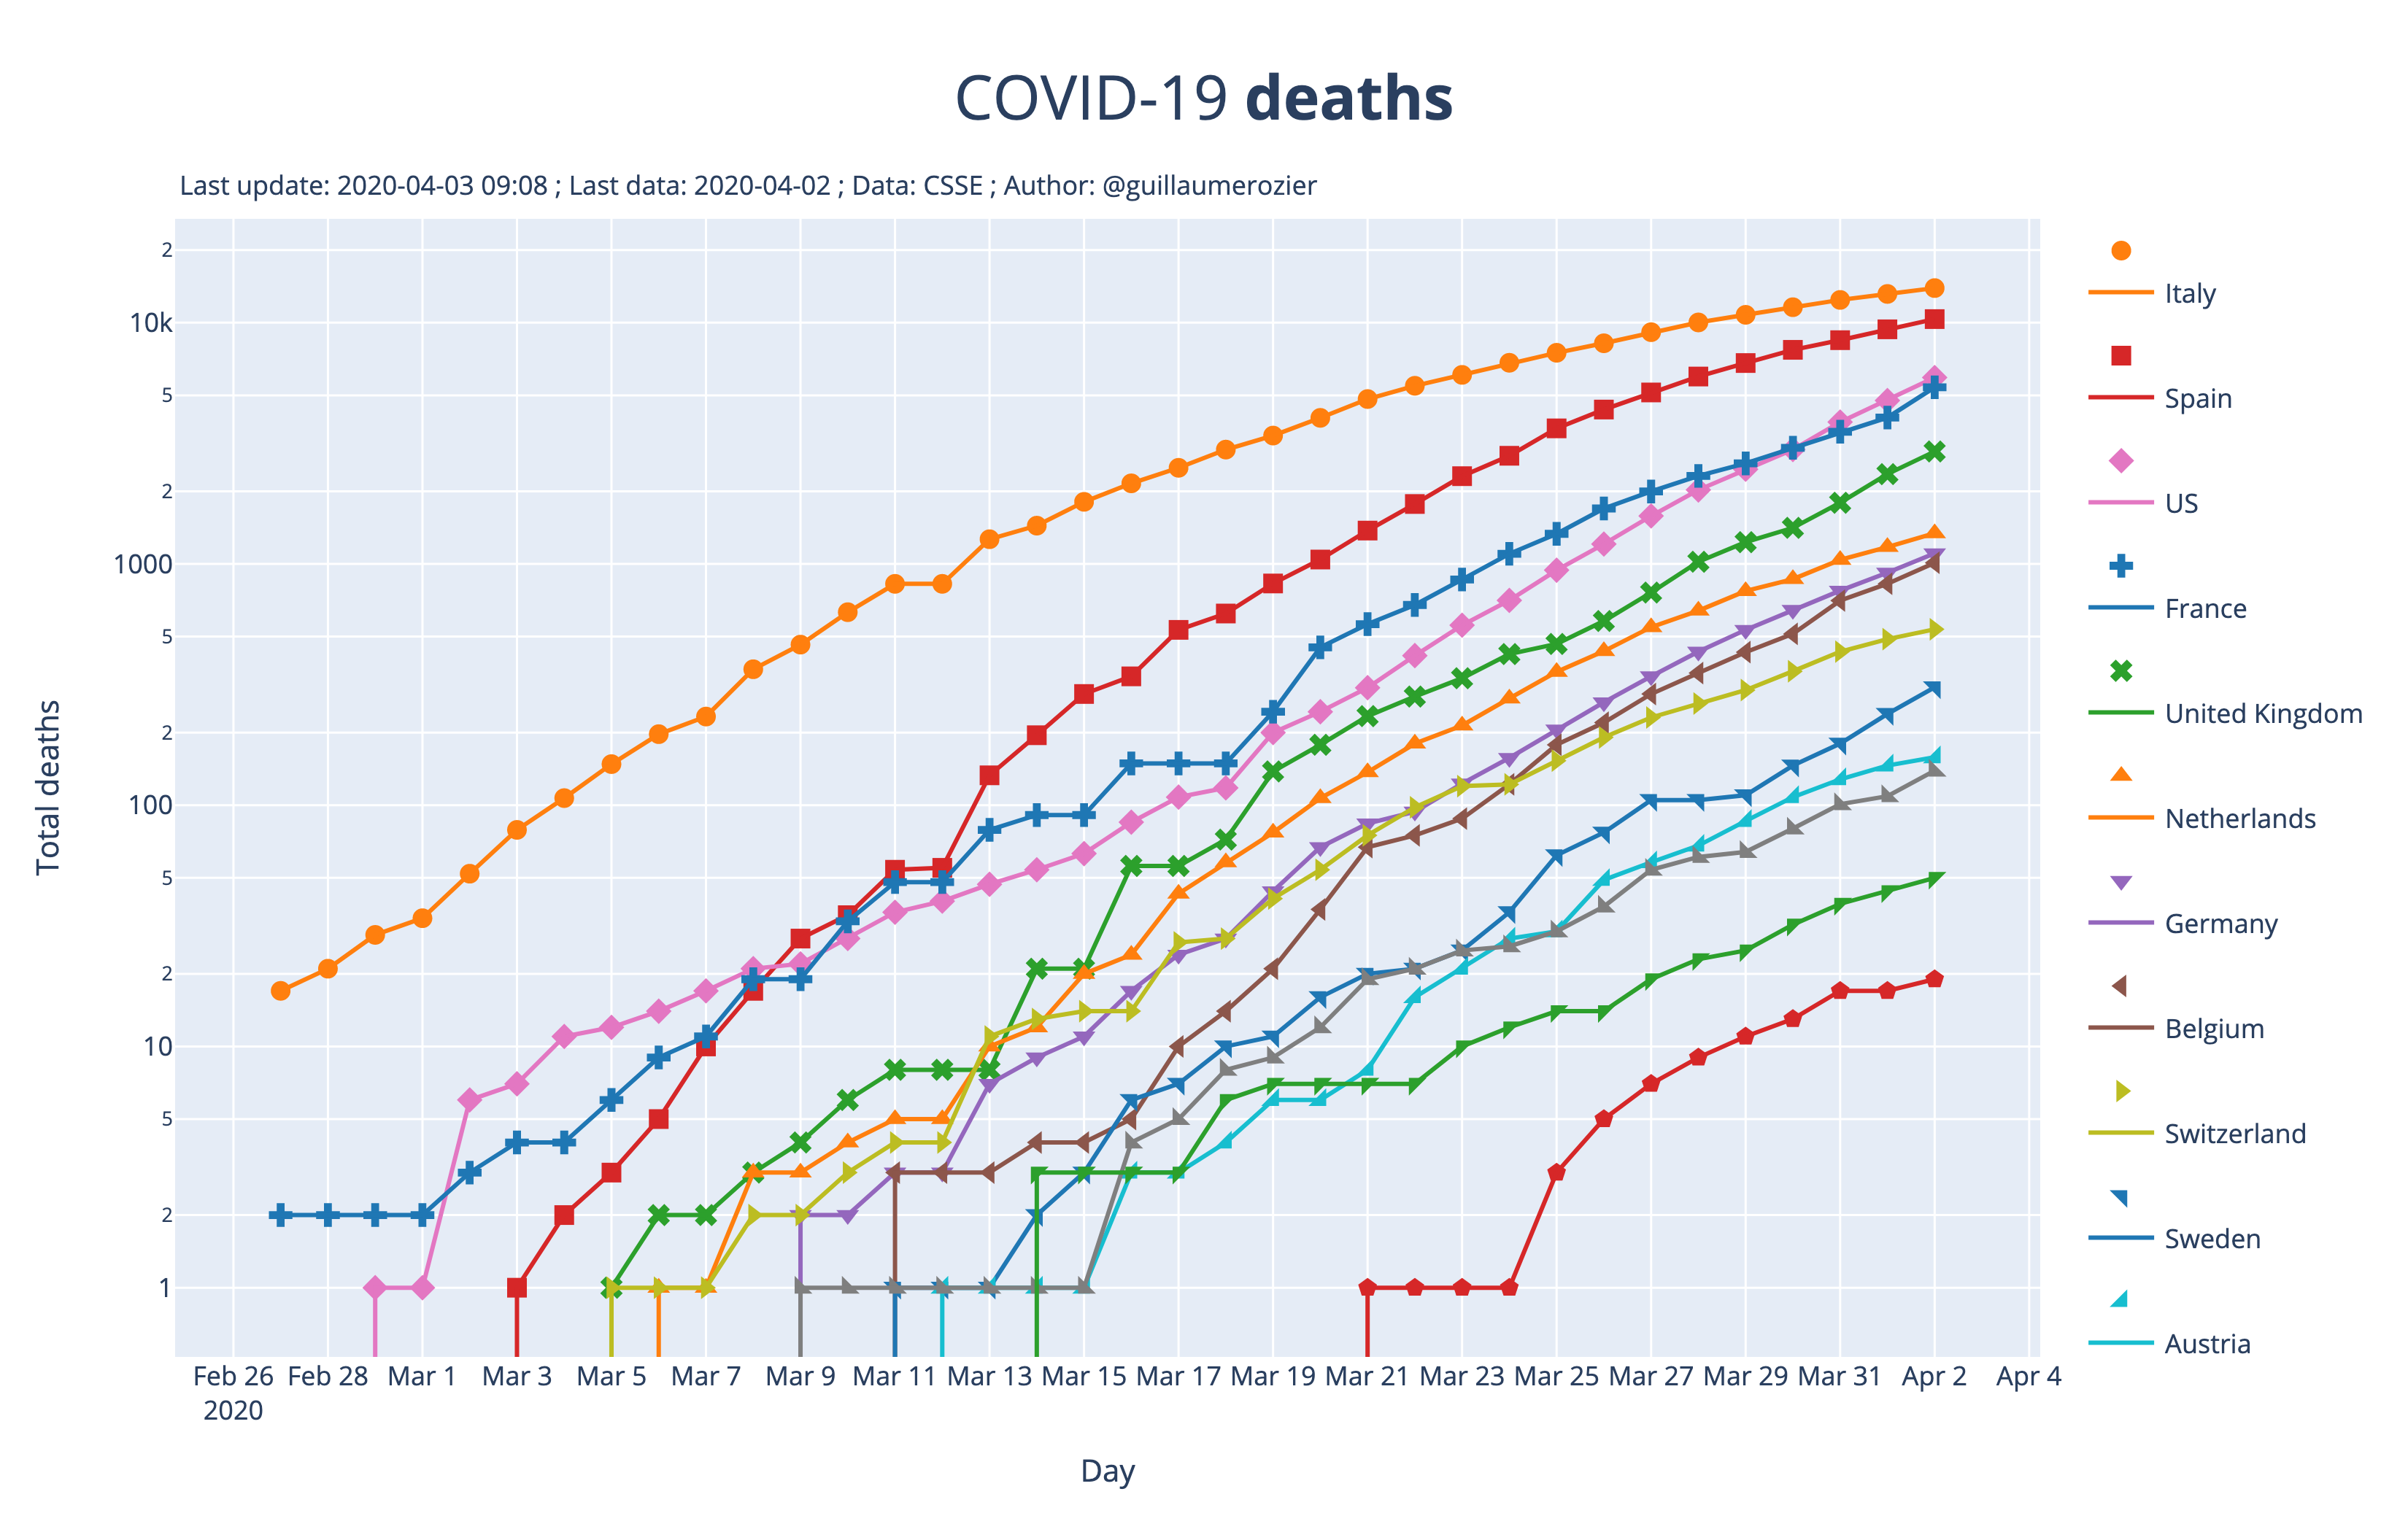 COVID-19 deaths
Last update: 2020-04-03 09:08 ; Last data: 2020-04-02 ; Data: CSSE ; Author: @guillaumerozier
2
10k
5
2
1000
5
2
100
5
2
10
5
2
1
Total deaths
Feb 26 Feb 28 Mar 1 Mar 3 Mar 5 Mar 7 Mar 9 Mar 11 Mar 13 Mar 15 Mar 17 Mar 19 Mar 21 Mar 23 Mar 25 Mar 27 Mar 29 Mar 31 Apr 2 Apr 4
2020
Day
Italy
Spain
US
France
United Kingdom
Netherlands
Germany
Belgium
Switzerland
Sweden
Austria